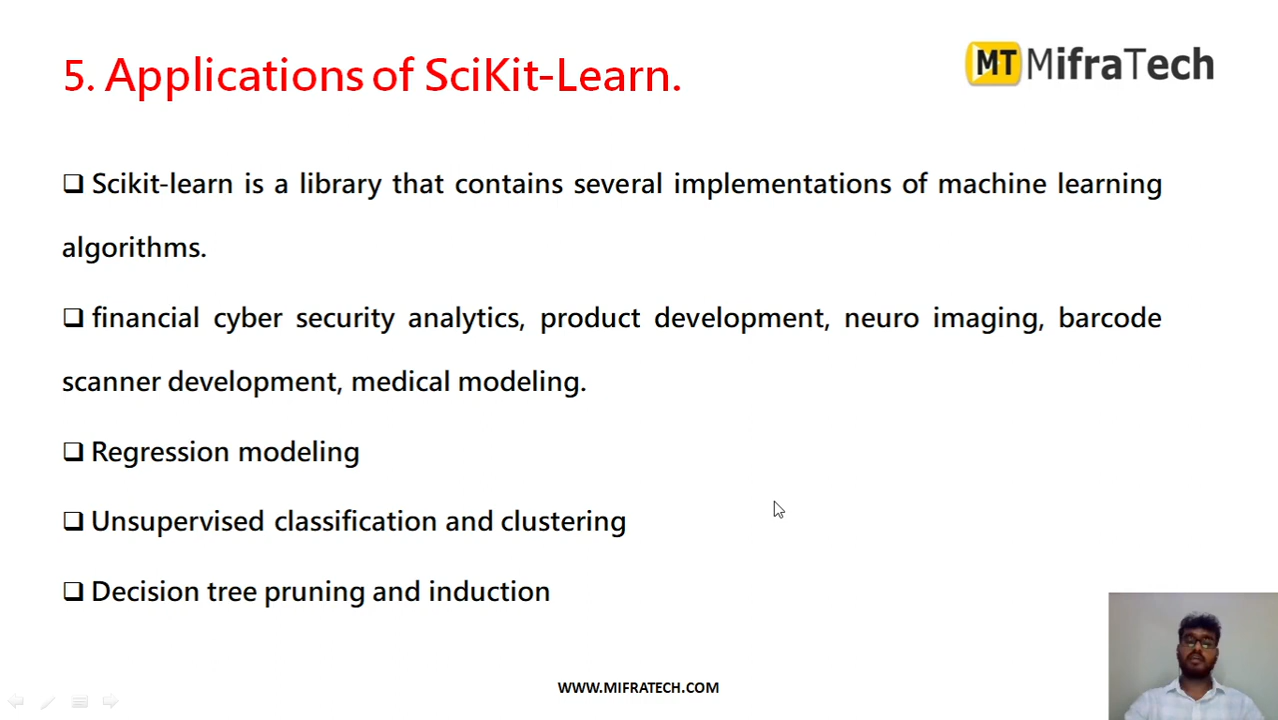 5. Applications of SciKit-Learn.
MT MifraTech
❑ Scikit-learn is a library that contains several implementations of machine learning
algorithms.
❑ financial cyber security analytics, product development, neuro imaging, barcode
scanner development, medical modeling.
❑ Regression modeling
❑ Unsupervised classification and clustering
❑ Decision tree pruning and induction
WWW.MIFRATECH.COM